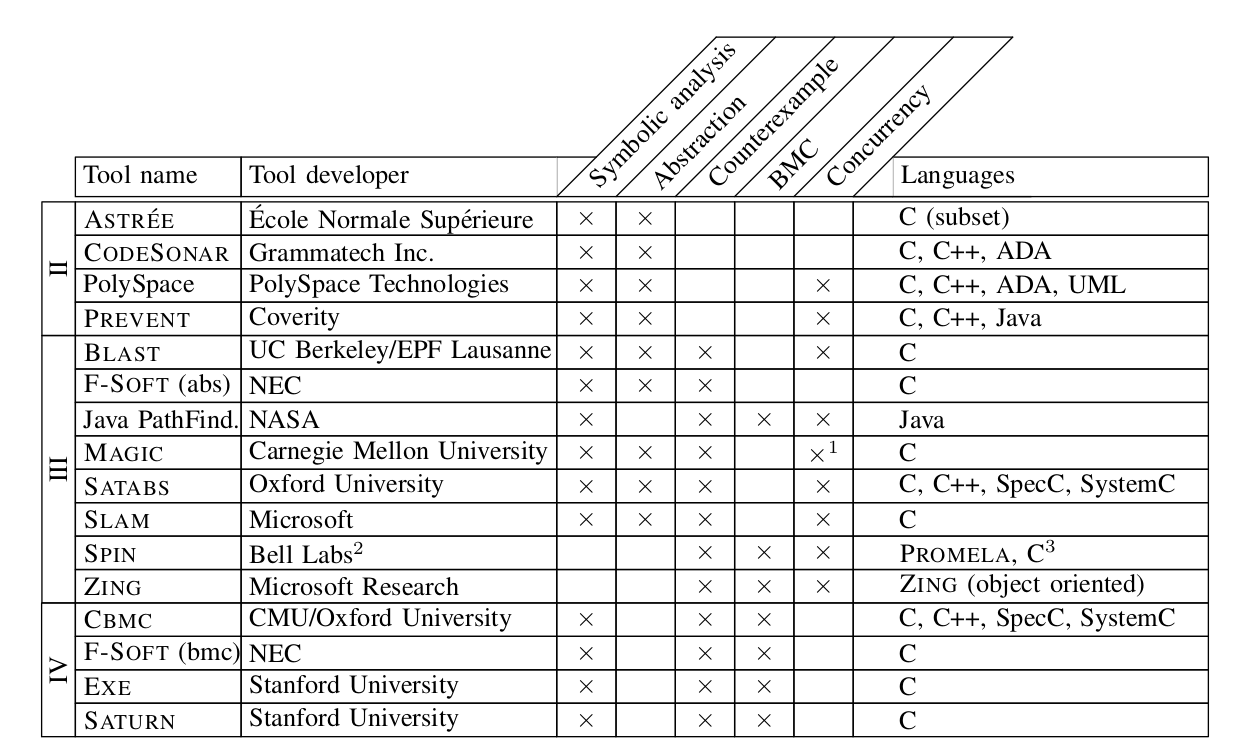 Symbolic analysis
Abstraction
Counterexample
BMC
Concurrency
Tool name Tool developer Languages
II
ASTRÉE École Normale Supérieure × × C (subset)
CODESONAR Grammatech Inc. × × C, C++, ADA
PolySpace PolySpace Technologies × × × C, C++, ADA, UML
PREVENT Coverity × × × C, C++, Java
III
BLAST UC Berkeley/EPF Lausanne × × × × C
F-SOFT (abs) NEC × × × C
Java PathFind. NASA × × × × Java
MAGIC Carnegie Mellon University × × × ×¹ C
SATABS Oxford University × × × × C, C++, SpecC, SystemC
SLAM Microsoft × × × × C
SPIN Bell Labs² × × × PROMELA, C³
ZING Microsoft Research × × × ZING (object oriented)
IV
CBMC CMU/Oxford University × × × C, C++, SpecC, SystemC
F-SOFT (bmc) NEC × × × C
EXE Stanford University × × × C
SATURN Stanford University × × × C